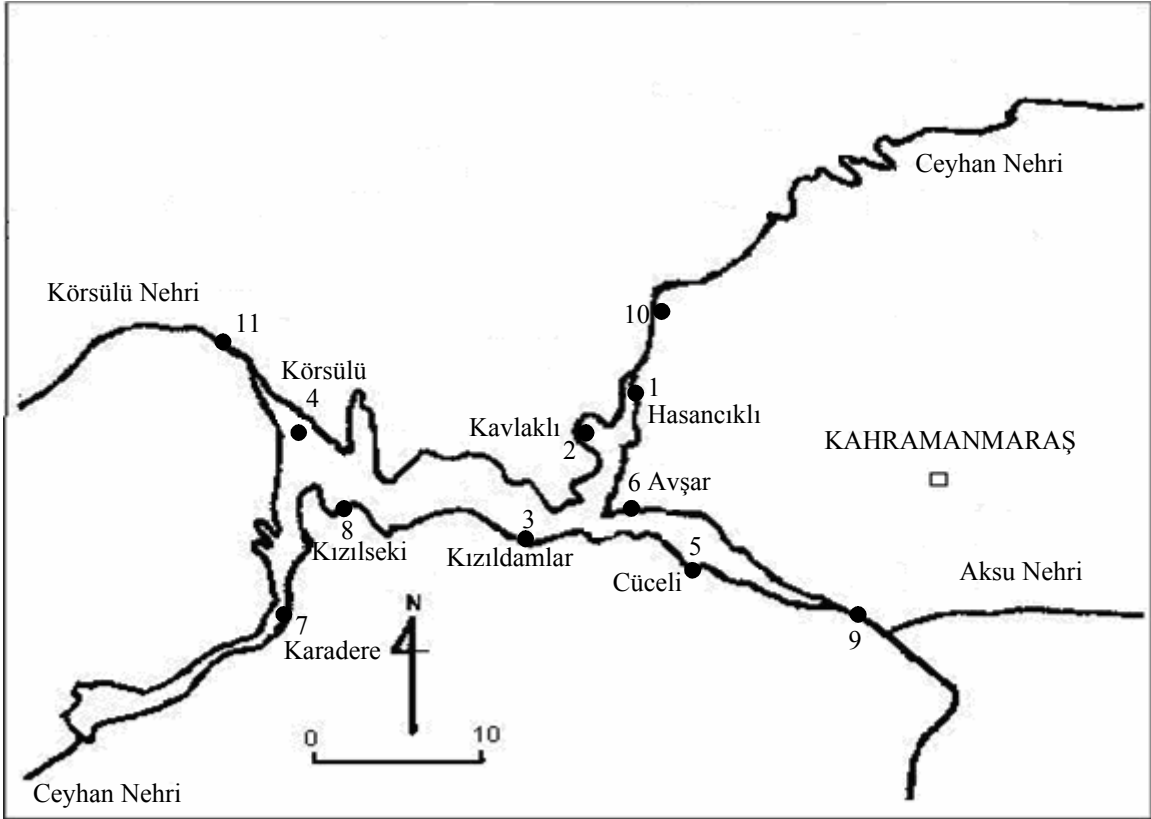 Ceyhan Nehri
Körsülü Nehri
10
11
Körsülü
4
1
Hasancıklı
Kavlaklı
2
KAHRAMANMARAŞ
6 Avşar
8
Kızılseki
3
Kızıldamlar
5
Cüceli
Aksu Nehri
9
7
Karadere
N
0 10
Ceyhan Nehri